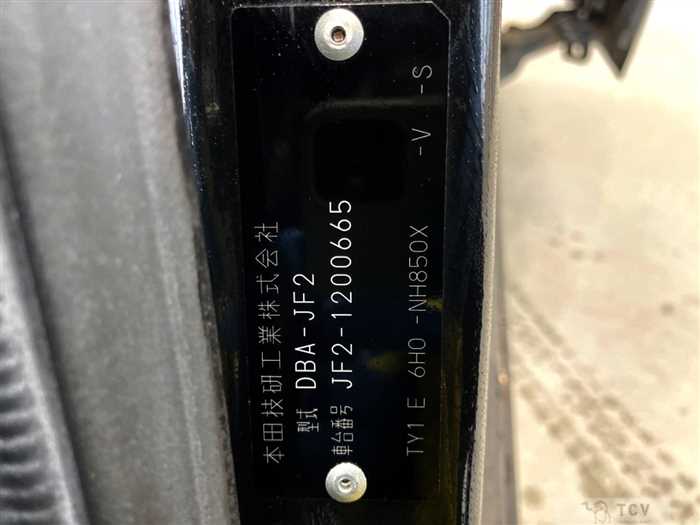 本田技研工業株式会社
型式 DBA-JF2
車台番号 JF2-1200665
TY1 E 6H0 -NH850X -V -S
TCV